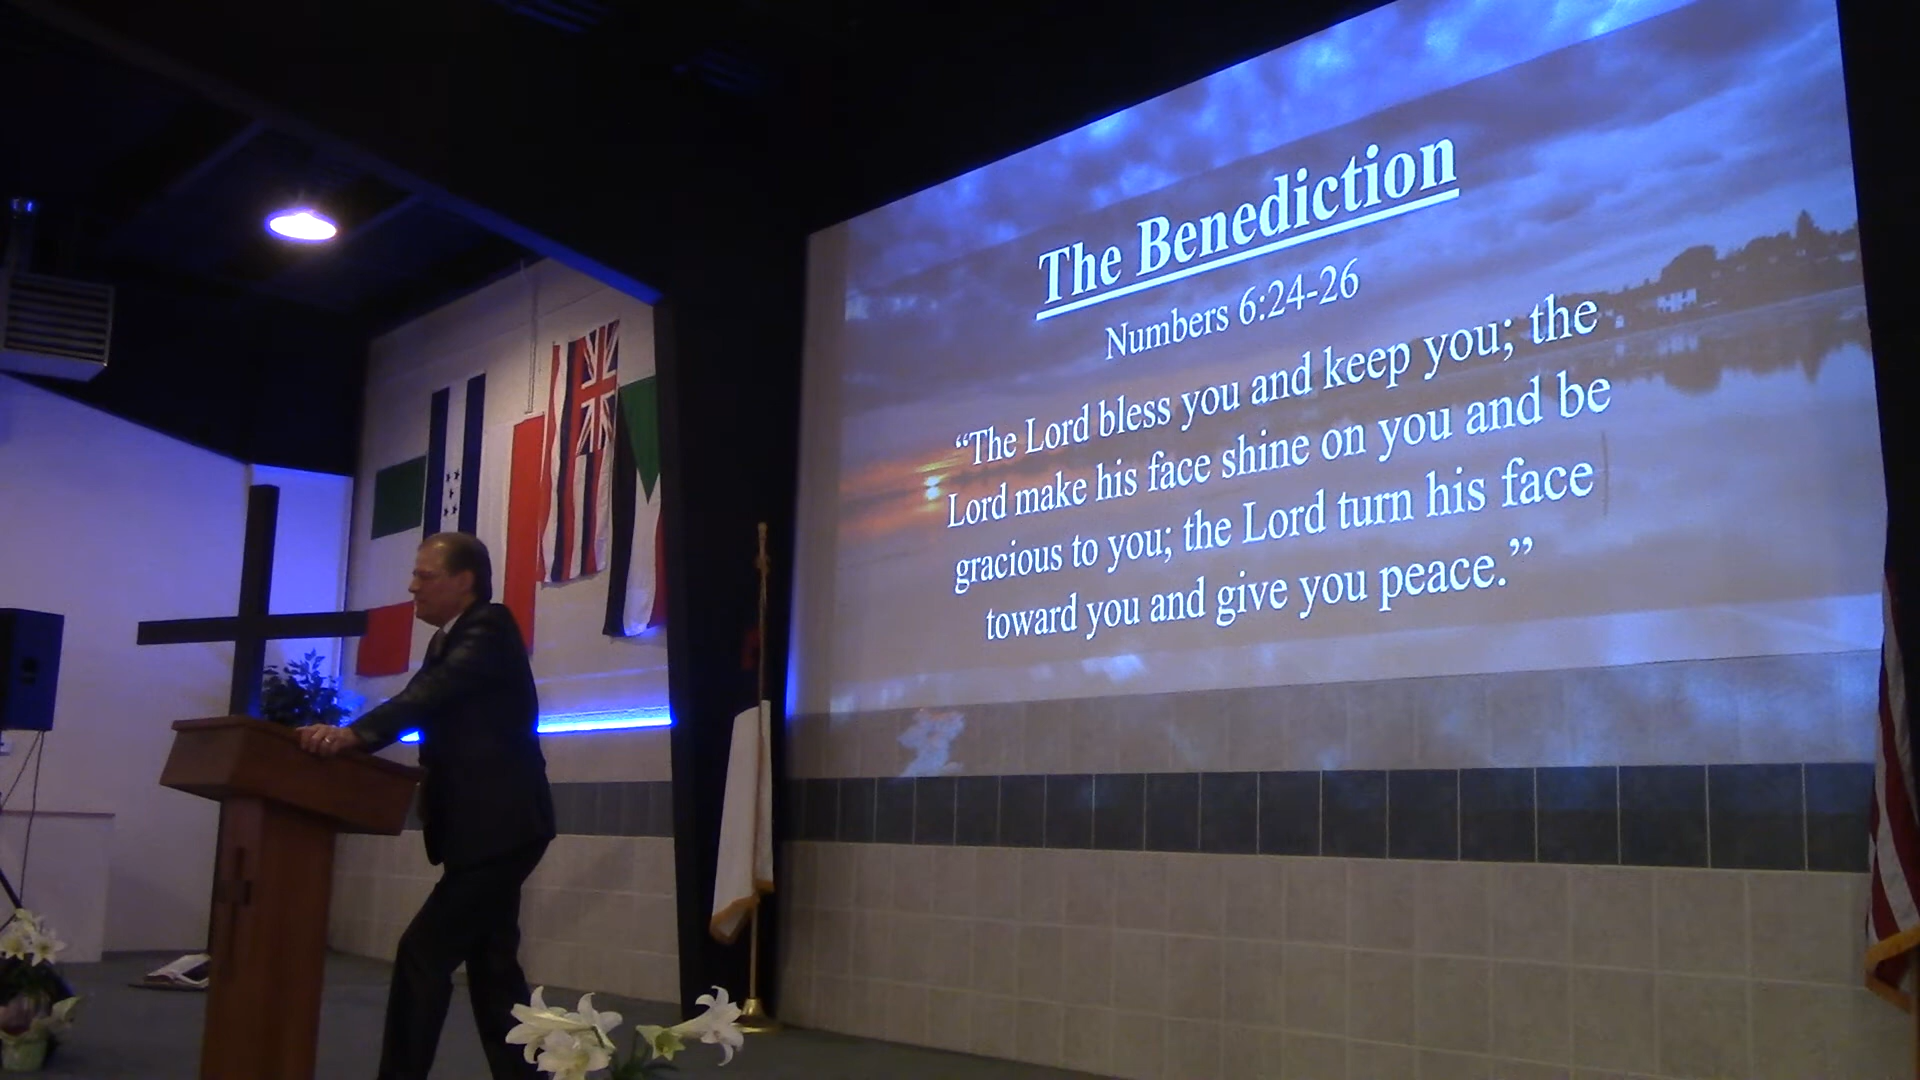 The Benediction
Numbers 6:24-26
“The Lord bless you and keep you; the
Lord make his face shine on you and be
gracious to you; the Lord turn his face
toward you and give you peace.”